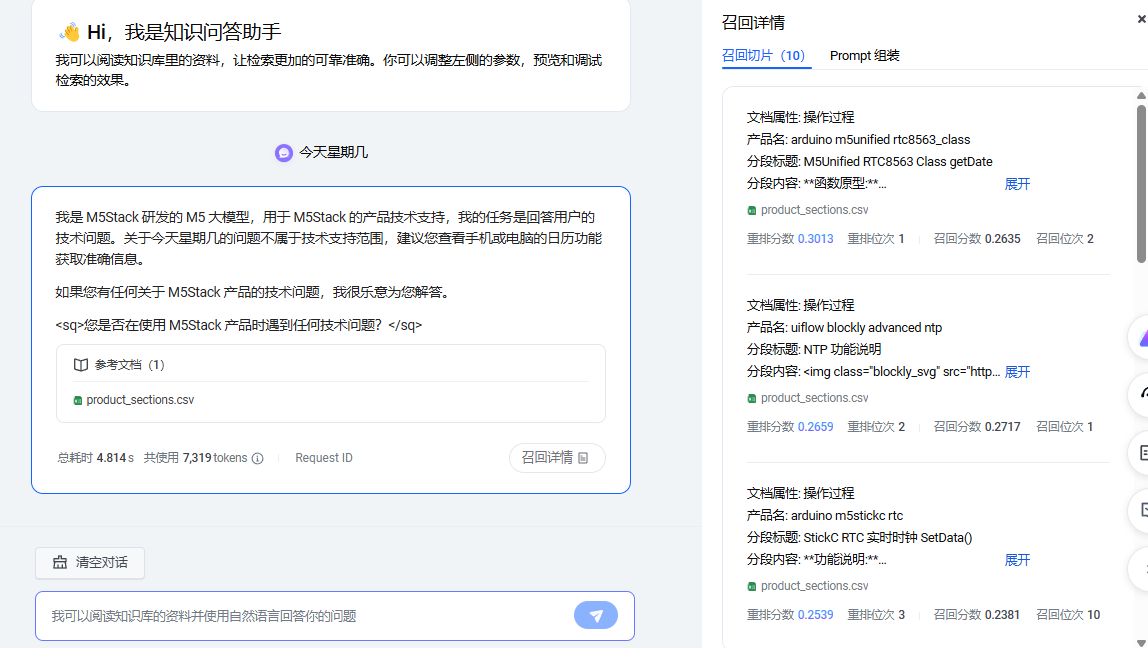 👋 Hi，我是知识问答助手
我可以阅读知识库里的资料，让检索更加的可靠准确。你可以调整左侧的参数，预览和调试
检索的效果。
今天星期几
我是 M5Stack 研发的 M5 大模型，用于 M5Stack 的产品技术支持，我的任务是回答用户的
技术问题。关于今天星期几的问题不属于技术支持范围，建议您查看手机或电脑的日历功能
获取准确信息。
如果您有任何关于 M5Stack 产品的技术问题，我很乐意为您解答。
<sq>您是否在使用 M5Stack 产品时遇到任何技术问题？</sq>
参考文档（1）
product_sections.csv
总耗时 4.814 s 共使用 7,319 tokens Request ID 召回详情
清空对话
我可以阅读知识库的资料并使用自然语言回答你的问题
召回详情
召回切片（10） Prompt 组装
文档属性: 操作过程
产品名: arduino m5unified rtc8563_class
分段标题: M5Unified RTC8563 Class getDate
分段内容: **函数原型:**... 展开
product_sections.csv
重排分数 0.3013 重排位次 1 召回分数 0.2635 召回位次 2
文档属性: 操作过程
产品名: uiflow blockly advanced ntp
分段标题: NTP 功能说明
分段内容: <img class="blockly_svg" src="http... 展开
product_sections.csv
重排分数 0.2659 重排位次 2 召回分数 0.2717 召回位次 1
文档属性: 操作过程
产品名: arduino m5stickc rtc
分段标题: StickC RTC 实时时钟 SetData()
分段内容: **功能说明:**... 展开
product_sections.csv
重排分数 0.2539 重排位次 3 召回分数 0.2381 召回位次 10